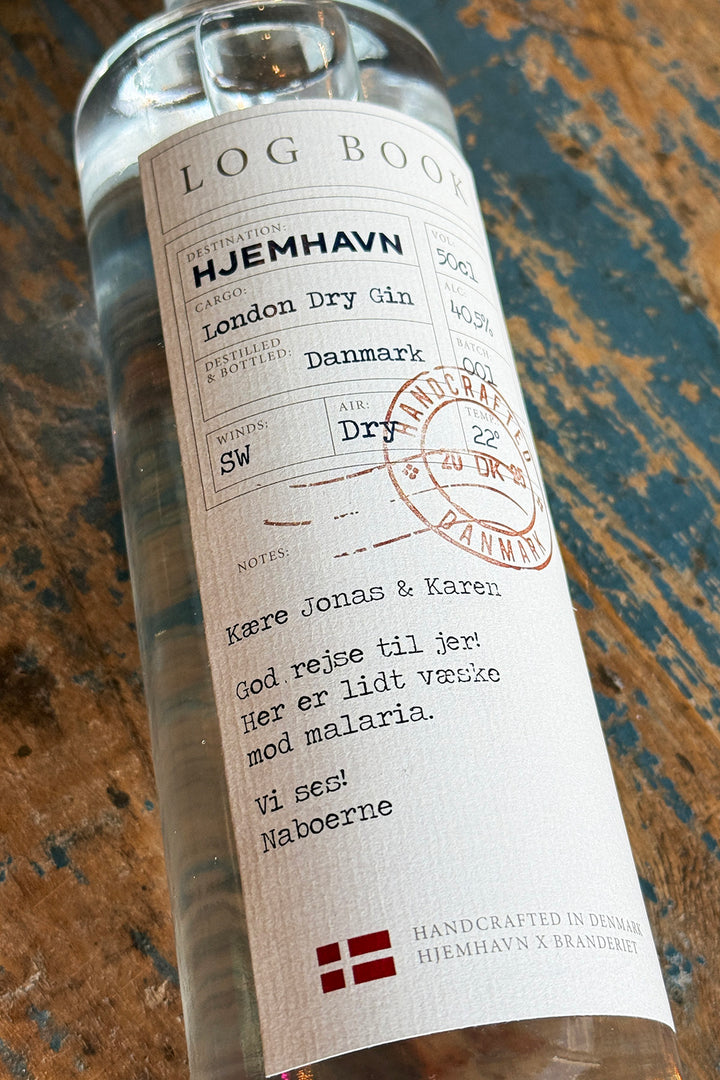 LOG BOOK
DESTINATION:
HJEMHAVN
VOL:
50cl
CARGO:
London Dry Gin
ALC:
40,5%
DESTILLED
& BOTTLED:
Danmark
BATCH:
001
WINDS:
SW
AIR:
Dry
TEMP:
22°
HANDCRAFTED
20 DK 25
DANMARK
NOTES:
Kære Jonas & Karen
God rejse til jer!
Her er lidt væske
mod malaria.
Vi ses!
Naboerne
HANDCRAFTED IN DENMARK
HJEMHAVN X BRANDERIET